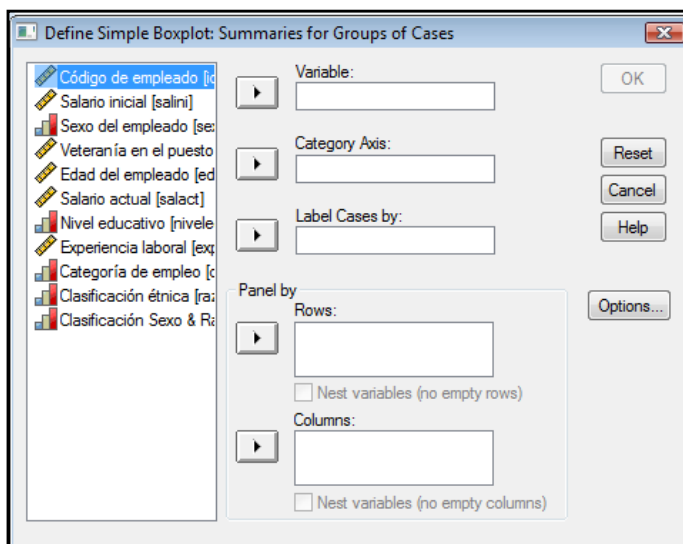 Define Simple Boxplot: Summaries for Groups of Cases
Código de empleado [id
Salario inicial [salini]
Sexo del empleado [se
Veteranía en el puesto
Edad del empleado [ed
Salario actual [salact]
Nivel educativo [nivele
Experiencia laboral [exp
Categoría de empleo [c
Clasificación étnica [raz
Clasificación Sexo & Ra
Variable:
Category Axis:
Label Cases by:
Panel by
Rows:
Nest variables (no empty rows)
Columns:
Nest variables (no empty columns)
OK
Reset
Cancel
Help
Options...